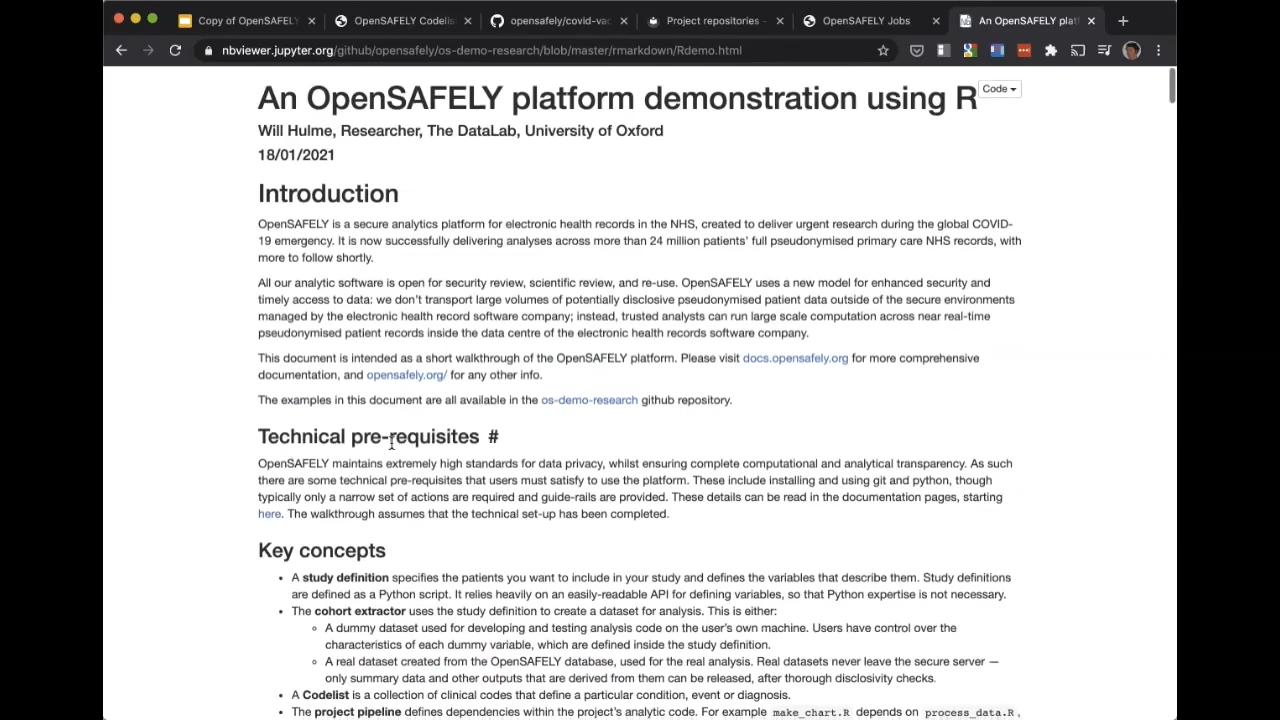 Copy of OpenSAFELY
OpenSAFELY Codelis
opensafely/covid-vac
Project repositories -
OpenSAFELY Jobs
An OpenSAFELY plat
nbviewer.jupyter.org/github/opensafely/os-demo-research/blob/master/rmarkdown/Rdemo.html
An OpenSAFELY platform demonstration using R
Code
Will Hulme, Researcher, The DataLab, University of Oxford
18/01/2021
Introduction
OpenSAFELY is a secure analytics platform for electronic health records in the NHS, created to deliver urgent research during the global COVID-
19 emergency. It is now successfully delivering analyses across more than 24 million patients’ full pseudonymised primary care NHS records, with
more to follow shortly.
All our analytic software is open for security review, scientific review, and re-use. OpenSAFELY uses a new model for enhanced security and
timely access to data: we don’t transport large volumes of potentially disclosive pseudonymised patient data outside of the secure environments
managed by the electronic health record software company; instead, trusted analysts can run large scale computation across near real-time
pseudonymised patient records inside the data centre of the electronic health records software company.
This document is intended as a short walkthrough of the OpenSAFELY platform. Please visit docs.opensafely.org for more comprehensive
documentation, and opensafely.org/ for any other info.
The examples in this document are all available in the os-demo-research github repository.
Technical pre-requisites #
OpenSAFELY maintains extremely high standards for data privacy, whilst ensuring complete computational and analytical transparency. As such
there are some technical pre-requisites that users must satisfy to use the platform. These include installing and using git and python, though
typically only a narrow set of actions are required and guide-rails are provided. These details can be read in the documentation pages, starting
here. The walkthrough assumes that the technical set-up has been completed.
Key concepts
• A study definition specifies the patients you want to include in your study and defines the variables that describe them. Study definitions
are defined as a Python script. It relies heavily on an easily-readable API for defining variables, so that Python expertise is not necessary.
• The cohort extractor uses the study definition to create a dataset for analysis. This is either:
◦ A dummy dataset used for developing and testing analysis code on the user’s own machine. Users have control over the
characteristics of each dummy variable, which are defined inside the study definition.
◦ A real dataset created from the OpenSAFELY database, used for the real analysis. Real datasets never leave the secure server —
only summary data and other outputs that are derived from them can be released, after thorough disclosivity checks.
• A Codelist is a collection of clinical codes that define a particular condition, event or diagnosis.
• The project pipeline defines dependencies within the project’s analytic code. For example make_chart.R depends on process_data.R,